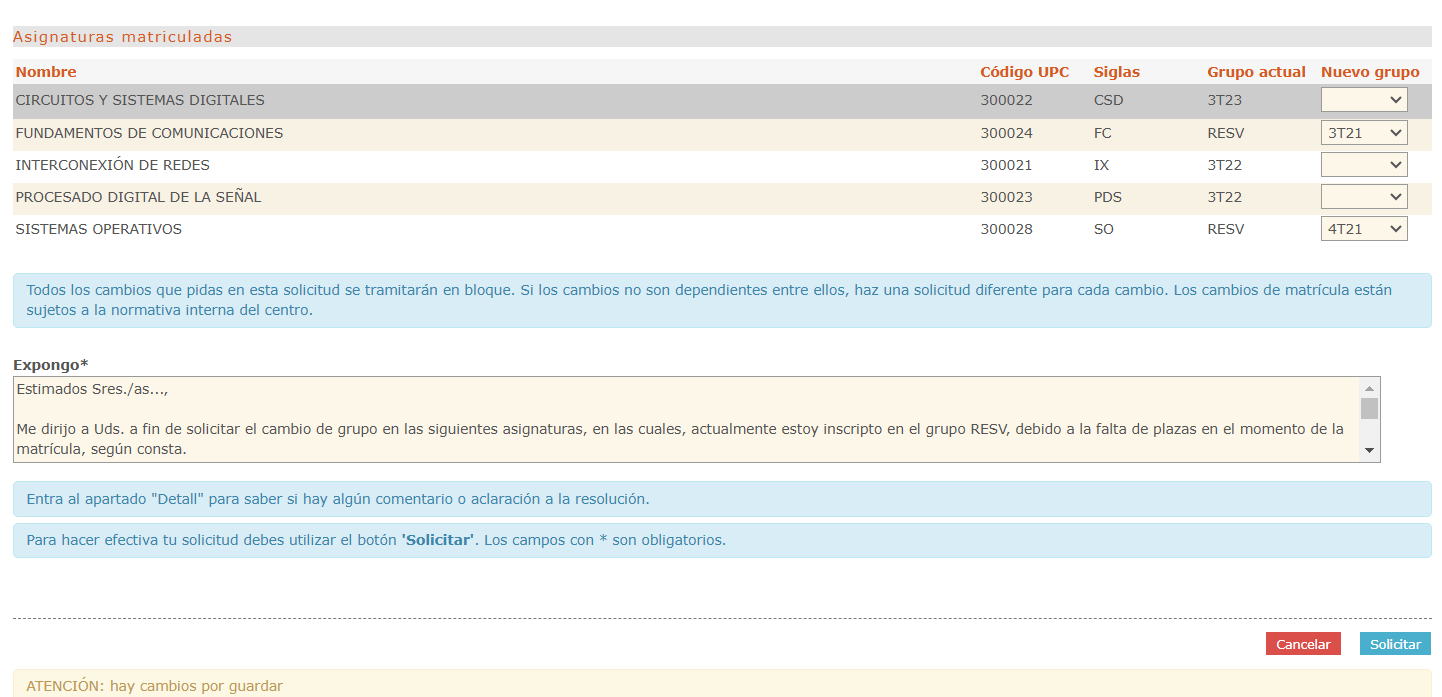 Asignaturas matriculadas
Nombre Código UPC Siglas Grupo actual Nuevo grupo
CIRCUITOS Y SISTEMAS DIGITALES 300022 CSD 3T23
FUNDAMENTOS DE COMUNICACIONES 300024 FC RESV 3T21
INTERCONEXIÓN DE REDES 300021 IX 3T22
PROCESADO DIGITAL DE LA SEÑAL 300023 PDS 3T22
SISTEMAS OPERATIVOS 300028 SO RESV 4T21
Todos los cambios que pidas en esta solicitud se tramitarán en bloque. Si los cambios no son dependientes entre ellos, haz una solicitud diferente para cada cambio. Los cambios de matrícula están
sujetos a la normativa interna del centro.
Expongo*
Estimados Sres./as...,
Me dirijo a Uds. a fin de solicitar el cambio de grupo en las siguientes asignaturas, en las cuales, actualmente estoy inscripto en el grupo RESV, debido a la falta de plazas en el momento de la
matrícula, según consta.
Entra al apartado "Detall" para saber si hay algún comentario o aclaración a la resolución.
Para hacer efectiva tu solicitud debes utilizar el botón 'Solicitar'. Los campos con * son obligatorios.
Cancelar Solicitar
ATENCIÓN: hay cambios por guardar